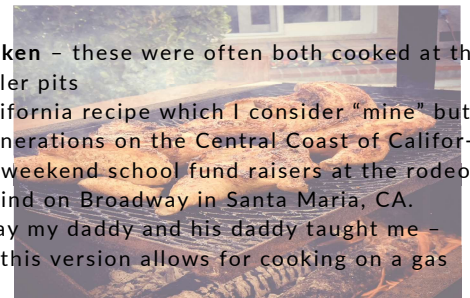 ken – these were often both cooked at th
ler pits
ifornia recipe which I consider “mine” but
nerations on the Central Coast of Califor-
weekend school fund raisers at the rodeo
ind on Broadway in Santa Maria, CA.
ay my daddy and his daddy taught me –
this version allows for cooking on a gas